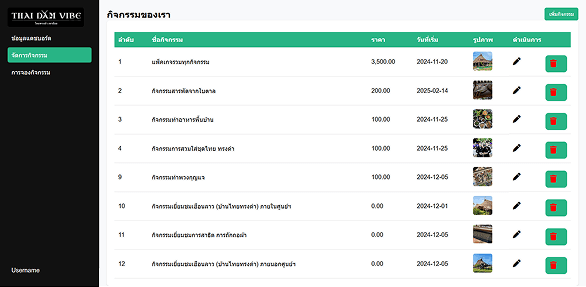 THAI DAM VIBE
ข้อมูลแดชบอร์ด
จัดการกิจกรรม
การจองกิจกรรม
Username
กิจกรรมของเรา
เพิ่มกิจกรรม
ลำดับ ชื่อกิจกรรม ราคา วันที่เริ่ม รูปภาพ ดำเนินการ
1 แพ็คเกจรวมทุกกิจกรรม 3,500.00 2024-11-20
2 กิจกรรมสารพัดจากใบตาล 200.00 2025-02-14
3 กิจกรรมทำอาหารพื้นบ้าน 100.00 2024-11-25
4 กิจกรรมการสวมใส่ชุดไทย ทรงดำ 100.00 2024-11-25
9 กิจกรรมทำพวงกุญแจ 100.00 2024-12-05
10 กิจกรรมเยี่ยมชมเฮือนลาว (บ้านไทยทรงดำ) ภายในศูนย์ฯ 0.00 2024-12-01
11 กิจกรรมเยี่ยมชมการสาธิต การถักทอผ้า 0.00 2024-12-05
12 กิจกรรมเยี่ยมชมเฮือนลาว (บ้านไทยทรงดำ) ภายนอกศูนย์ฯ 0.00 2024-12-05